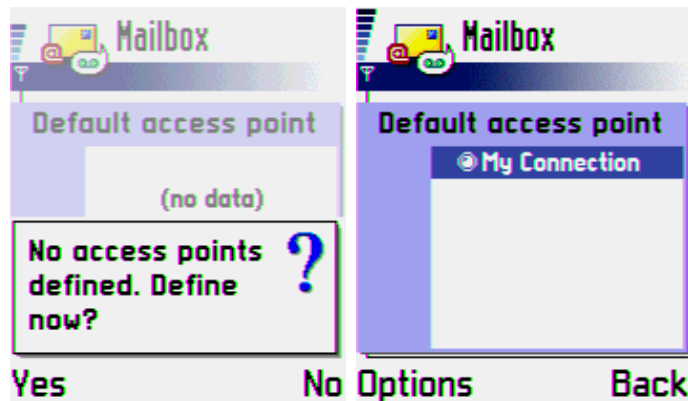 Mailbox
Default access point
(no data)
No access points
defined. Define
now?
Yes No
Mailbox
Default access point
My Connection
Options Back